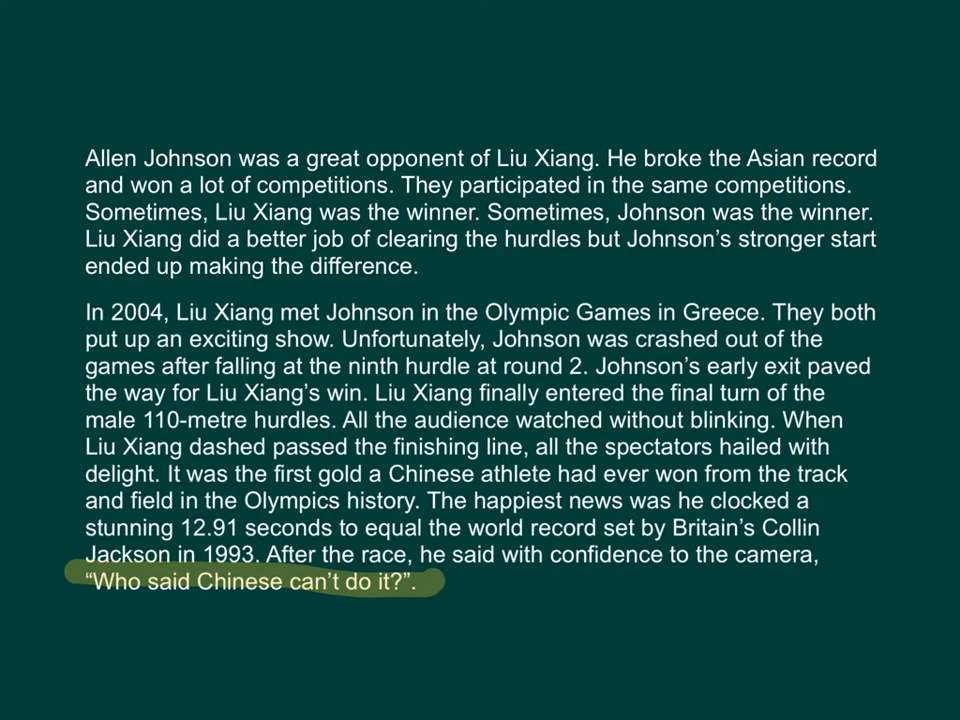 Allen Johnson was a great opponent of Liu Xiang. He broke the Asian record
and won a lot of competitions. They participated in the same competitions.
Sometimes, Liu Xiang was the winner. Sometimes, Johnson was the winner.
Liu Xiang did a better job of clearing the hurdles but Johnson’s stronger start
ended up making the difference.
In 2004, Liu Xiang met Johnson in the Olympic Games in Greece. They both
put up an exciting show. Unfortunately, Johnson was crashed out of the
games after falling at the ninth hurdle at round 2. Johnson’s early exit paved
the way for Liu Xiang’s win. Liu Xiang finally entered the final turn of the
male 110-metre hurdles. All the audience watched without blinking. When
Liu Xiang dashed passed the finishing line, all the spectators hailed with
delight. It was the first gold a Chinese athlete had ever won from the track
and field in the Olympics history. The happiest news was he clocked a
stunning 12.91 seconds to equal the world record set by Britain’s Collin
Jackson in 1993. After the race, he said with confidence to the camera,
“Who said Chinese can’t do it?”.